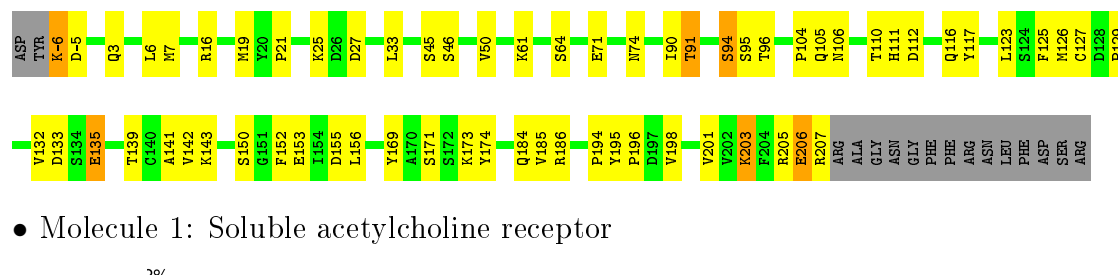 ASP TYR K-6 D-5 Q3 L6 M7 R16 M19 Y20 P21 K25 D26 D27 L33 S45 S46 V50 K61 S64 E71 N74 I90 T91 S94 S95 T96 P104 Q105 N106 T110 H111 D112 Q116 Y117 L123 S124 F125 M126 C127 D128
V132 D133 S134 E135 T139 C140 A141 V142 K143 S150 G151 F152 E153 I154 D155 L156 Y169 A170 S171 S172 K173 Y174 Q184 V185 R186 P194 Y195 P196 D197 V198 V201 V202 K203 F204 R205 E206 R207 ARG ALA GLY ASN GLY PHE PHE ARG ASN LEU PHE ASP SER ARG
• Molecule 1: Soluble acetylcholine receptor